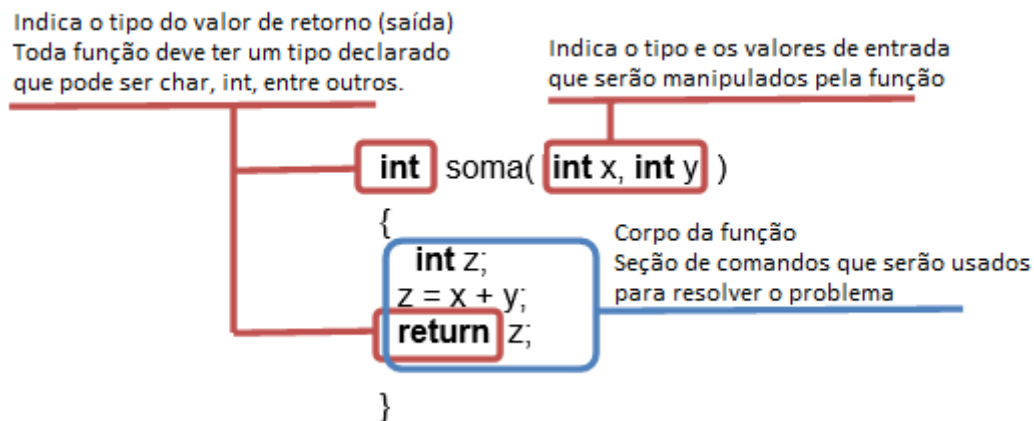 Indica o tipo do valor de retorno (saída)
Toda função deve ter um tipo declarado
que pode ser char, int, entre outros.
Indica o tipo e os valores de entrada
que serão manipulados pela função
int soma( int x, int y )
{
int z;
z = x + y;
return z;
}
Corpo da função
Seção de comandos que serão usados
para resolver o problema